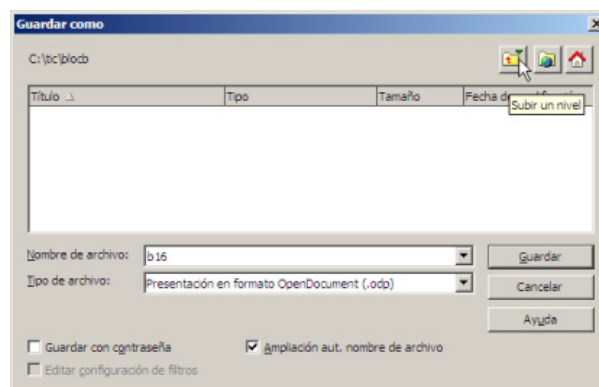 Guardar como
C:\tic\blocb
Título Tipo Tamaño Fecha de
Subir un nivel
Nombre de archivo: b16 Guardar
Tipo de archivo: Presentación en formato OpenDocument (.odp) Cancelar
Ayuda
Guardar con contraseña Ampliación aut. nombre de archivo
Editar configuración de filtros